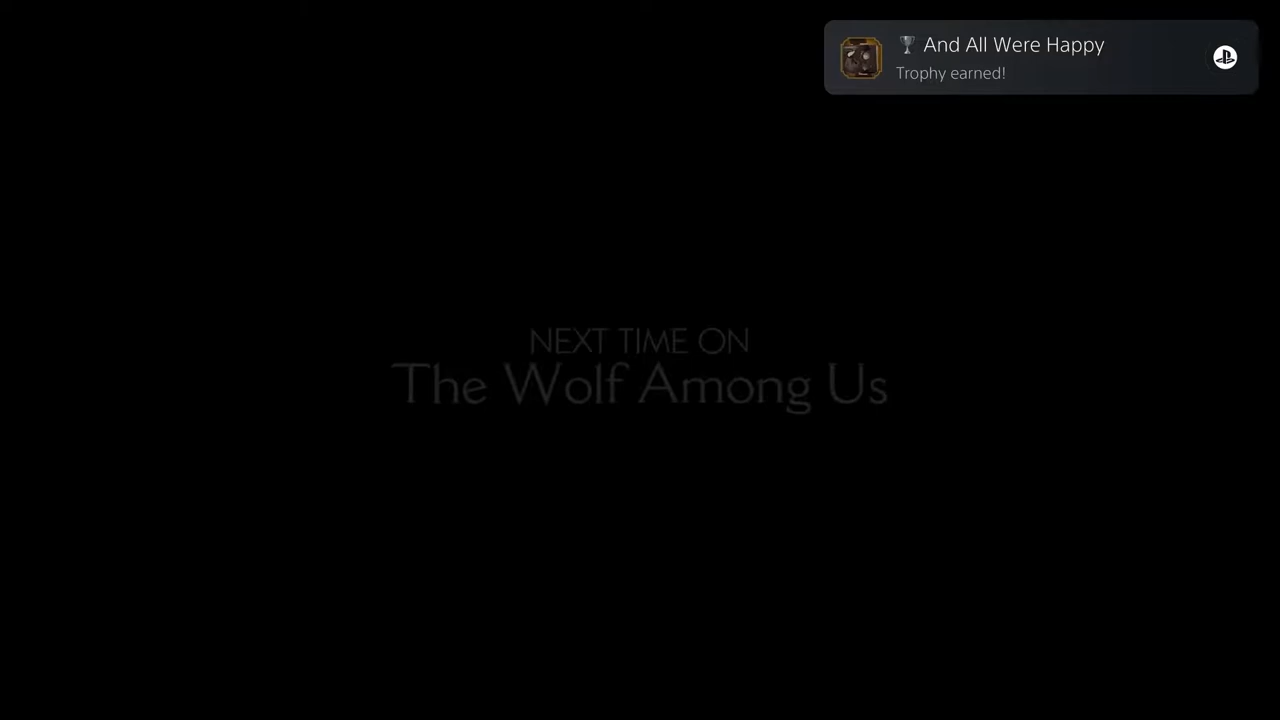 And All Were Happy
Trophy earned!
NEXT TIME ON
The Wolf Among Us